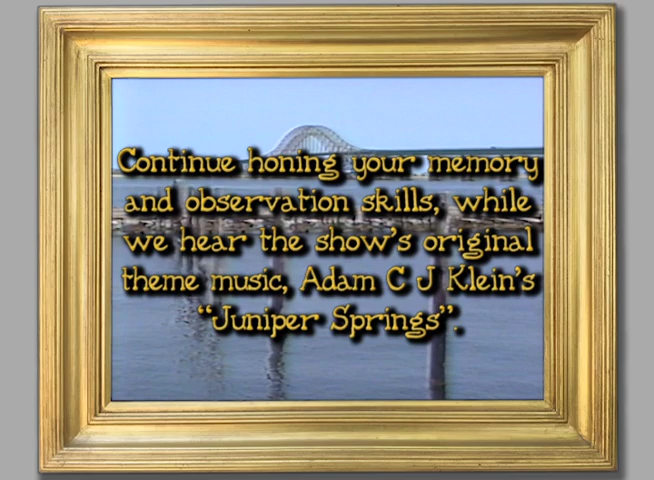 Continue honing your memory
and observation skills, while
we hear the show's original
theme music, Adam C J Klein's
"Juniper Springs".